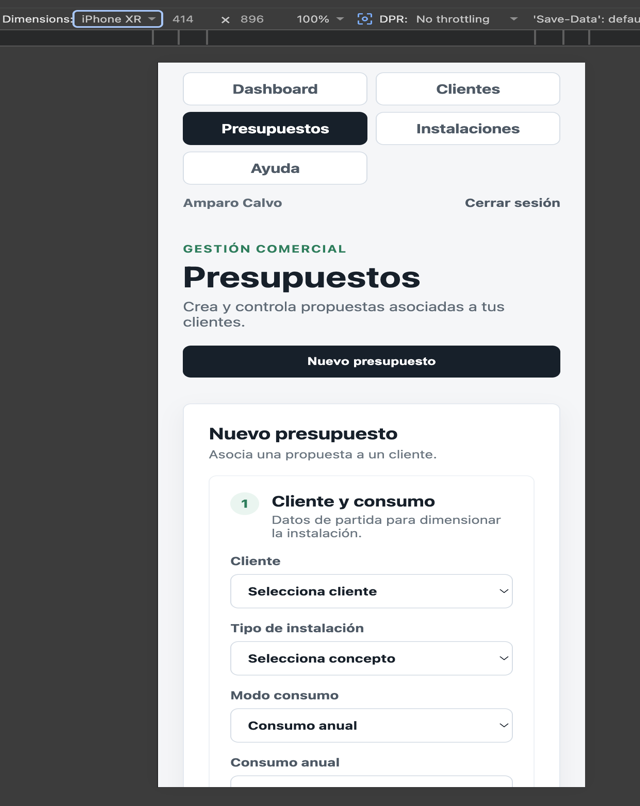 Dimensions: iPhone XR 414 × 896 100% DPR: No throttling 'Save-Data': defau
Dashboard Clientes
Presupuestos Instalaciones
Ayuda
Amparo Calvo Cerrar sesión
GESTIÓN COMERCIAL
Presupuestos
Crea y controla propuestas asociadas a tus
clientes.
Nuevo presupuesto
Nuevo presupuesto
Asocia una propuesta a un cliente.
1 Cliente y consumo
Datos de partida para dimensionar
la instalación.
Cliente
Selecciona cliente
Tipo de instalación
Selecciona concepto
Modo consumo
Consumo anual
Consumo anual